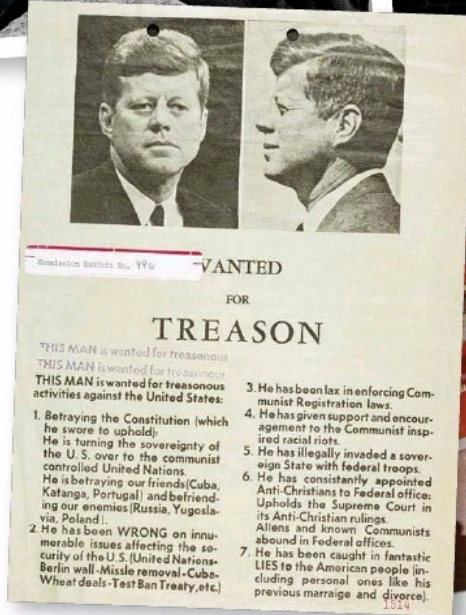 Commission Exhibit No. 996
WANTED
FOR
TREASON
THIS MAN is wanted for treasonous
THIS MAN is wanted for treasonour
THIS MAN is wanted for treasonous
activities against the United States:
1. Betraying the Constitution (which
he swore to uphold):
He is turning the sovereignty of
the U.S. over to the communist
controlled United Nations.
He is betraying our friends (Cuba,
Katanga, Portugal) and befriend-
ing our enemies (Russia, Yugosla-
via, Poland).
2. He has been WRONG on innu-
merable issues affecting the se-
curity of the U.S. (United Nations-
Berlin wall-Missle removal-Cuba-
Wheat deals-Test Ban Treaty, etc.)
3. He has been lax in enforcing Com-
munist Registration laws.
4. He has given support and encour-
agement to the Communist insp-
ired racial riots.
5. He has illegally invaded a sover-
eign State with federal troops.
6. He has consistantly appointed
Anti-Christians to Federal office:
Upholds the Supreme Court in
its Anti-Christian rulings.
Aliens and known Communists
abound in Federal offices.
7. He has been caught in fantastic
LIES to the American people (in-
cluding personal ones like his
previous marraige and divorce).
1514